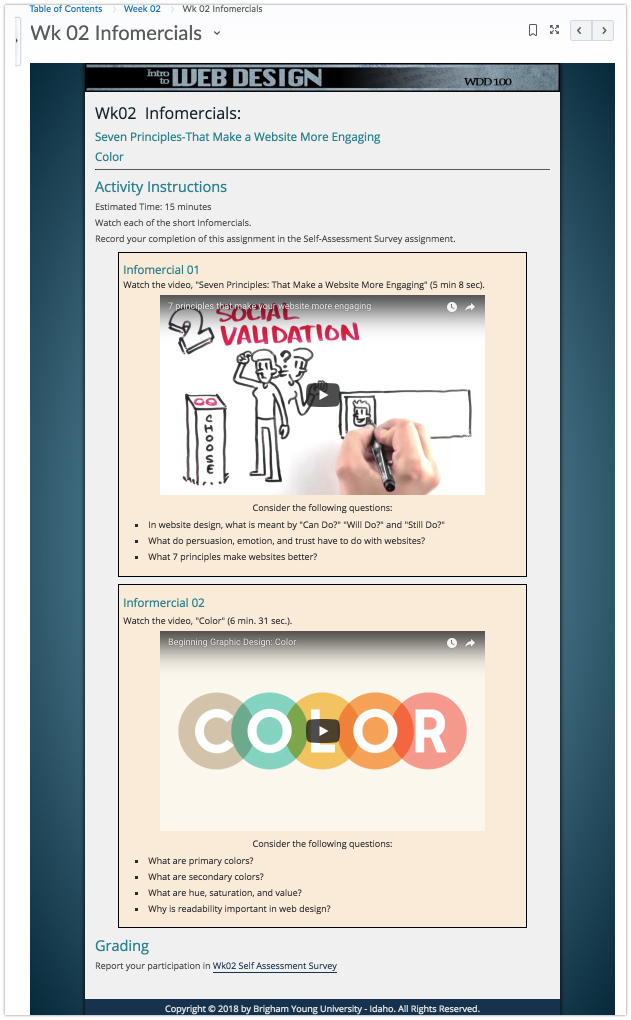 Table of Contents Week 02 Wk 02 Infomercials
Wk 02 Infomercials
Intro to WEB DESIGN WDD 100
Wk02 Infomercials:
Seven Principles-That Make a Website More Engaging
Color
Activity Instructions
Estimated Time: 15 minutes
Watch each of the short Infomercials.
Record your completion of this assignment in the Self-Assessment Survey assignment.
Infomercial 01
Watch the video, "Seven Principles: That Make a Website More Engaging" (5 min 8 sec).
7 principles that make your website more engaging
2 SOCIAL
VALIDATION
CHOOSE
Consider the following questions:
In website design, what is meant by "Can Do?" "Will Do?" and "Still Do?"
What do persuasion, emotion, and trust have to do with websites?
What 7 principles make websites better?
Informercial 02
Watch the video, "Color" (6 min. 31 sec.).
Beginning Graphic Design: Color
COLOR
Consider the following questions:
What are primary colors?
What are secondary colors?
What are hue, saturation, and value?
Why is readability important in web design?
Grading
Report your participation in Wk02 Self Assessment Survey
Copyright © 2018 by Brigham Young University - Idaho. All Rights Reserved.